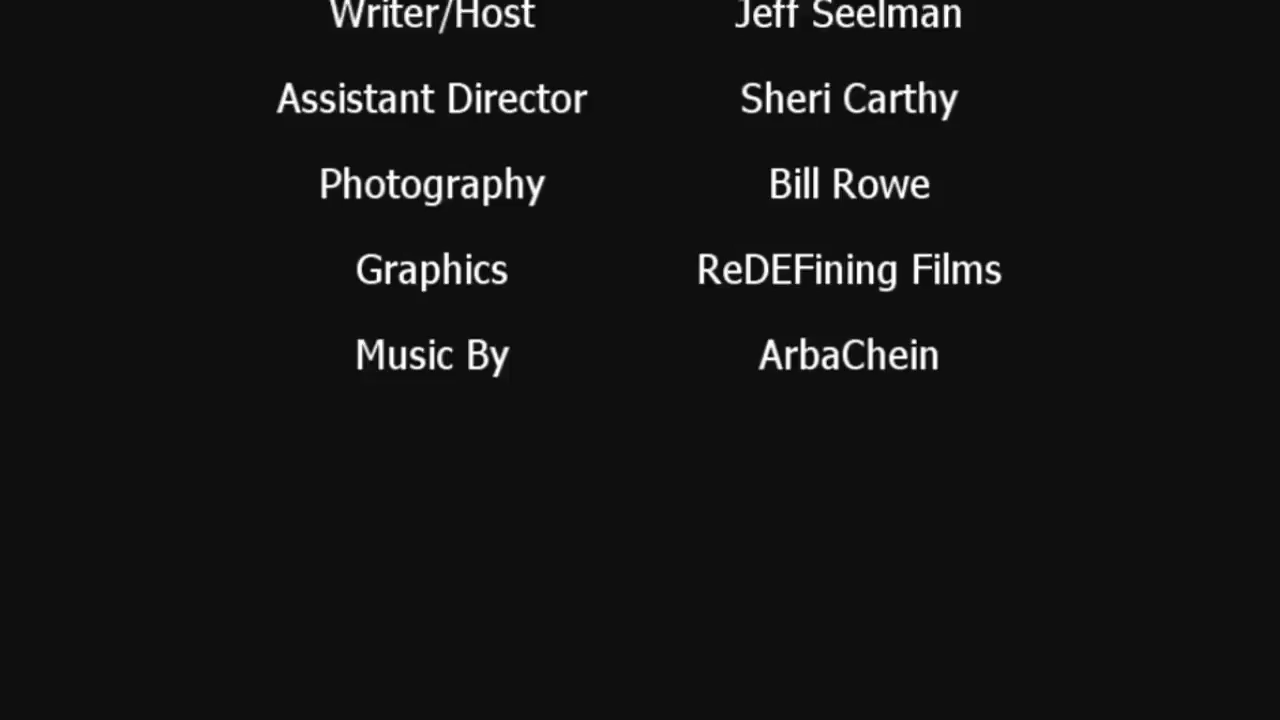 Writer/Host Jeff Seelman
Assistant Director Sheri Carthy
Photography Bill Rowe
Graphics ReDEFining Films
Music By ArbaChein